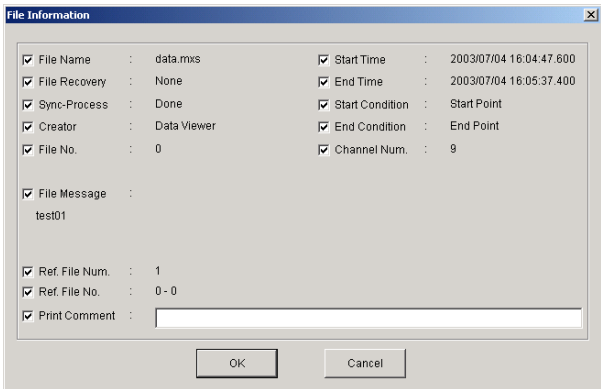 File Information
File Name : data.mxs
File Recovery : None
Sync-Process : Done
Creator : Data Viewer
File No. : 0
Start Time : 2003/07/04 16:04:47.600
End Time : 2003/07/04 16:05:37.400
Start Condition : Start Point
End Condition : End Point
Channel Num. : 9
File Message :
test01
Ref. File Num. : 1
Ref. File No. : 0 - 0
Print Comment :
OK Cancel